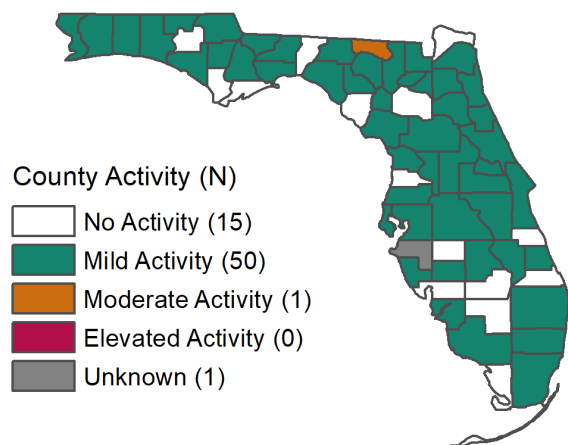 County Activity (N)
No Activity (15)
Mild Activity (50)
Moderate Activity (1)
Elevated Activity (0)
Unknown (1)